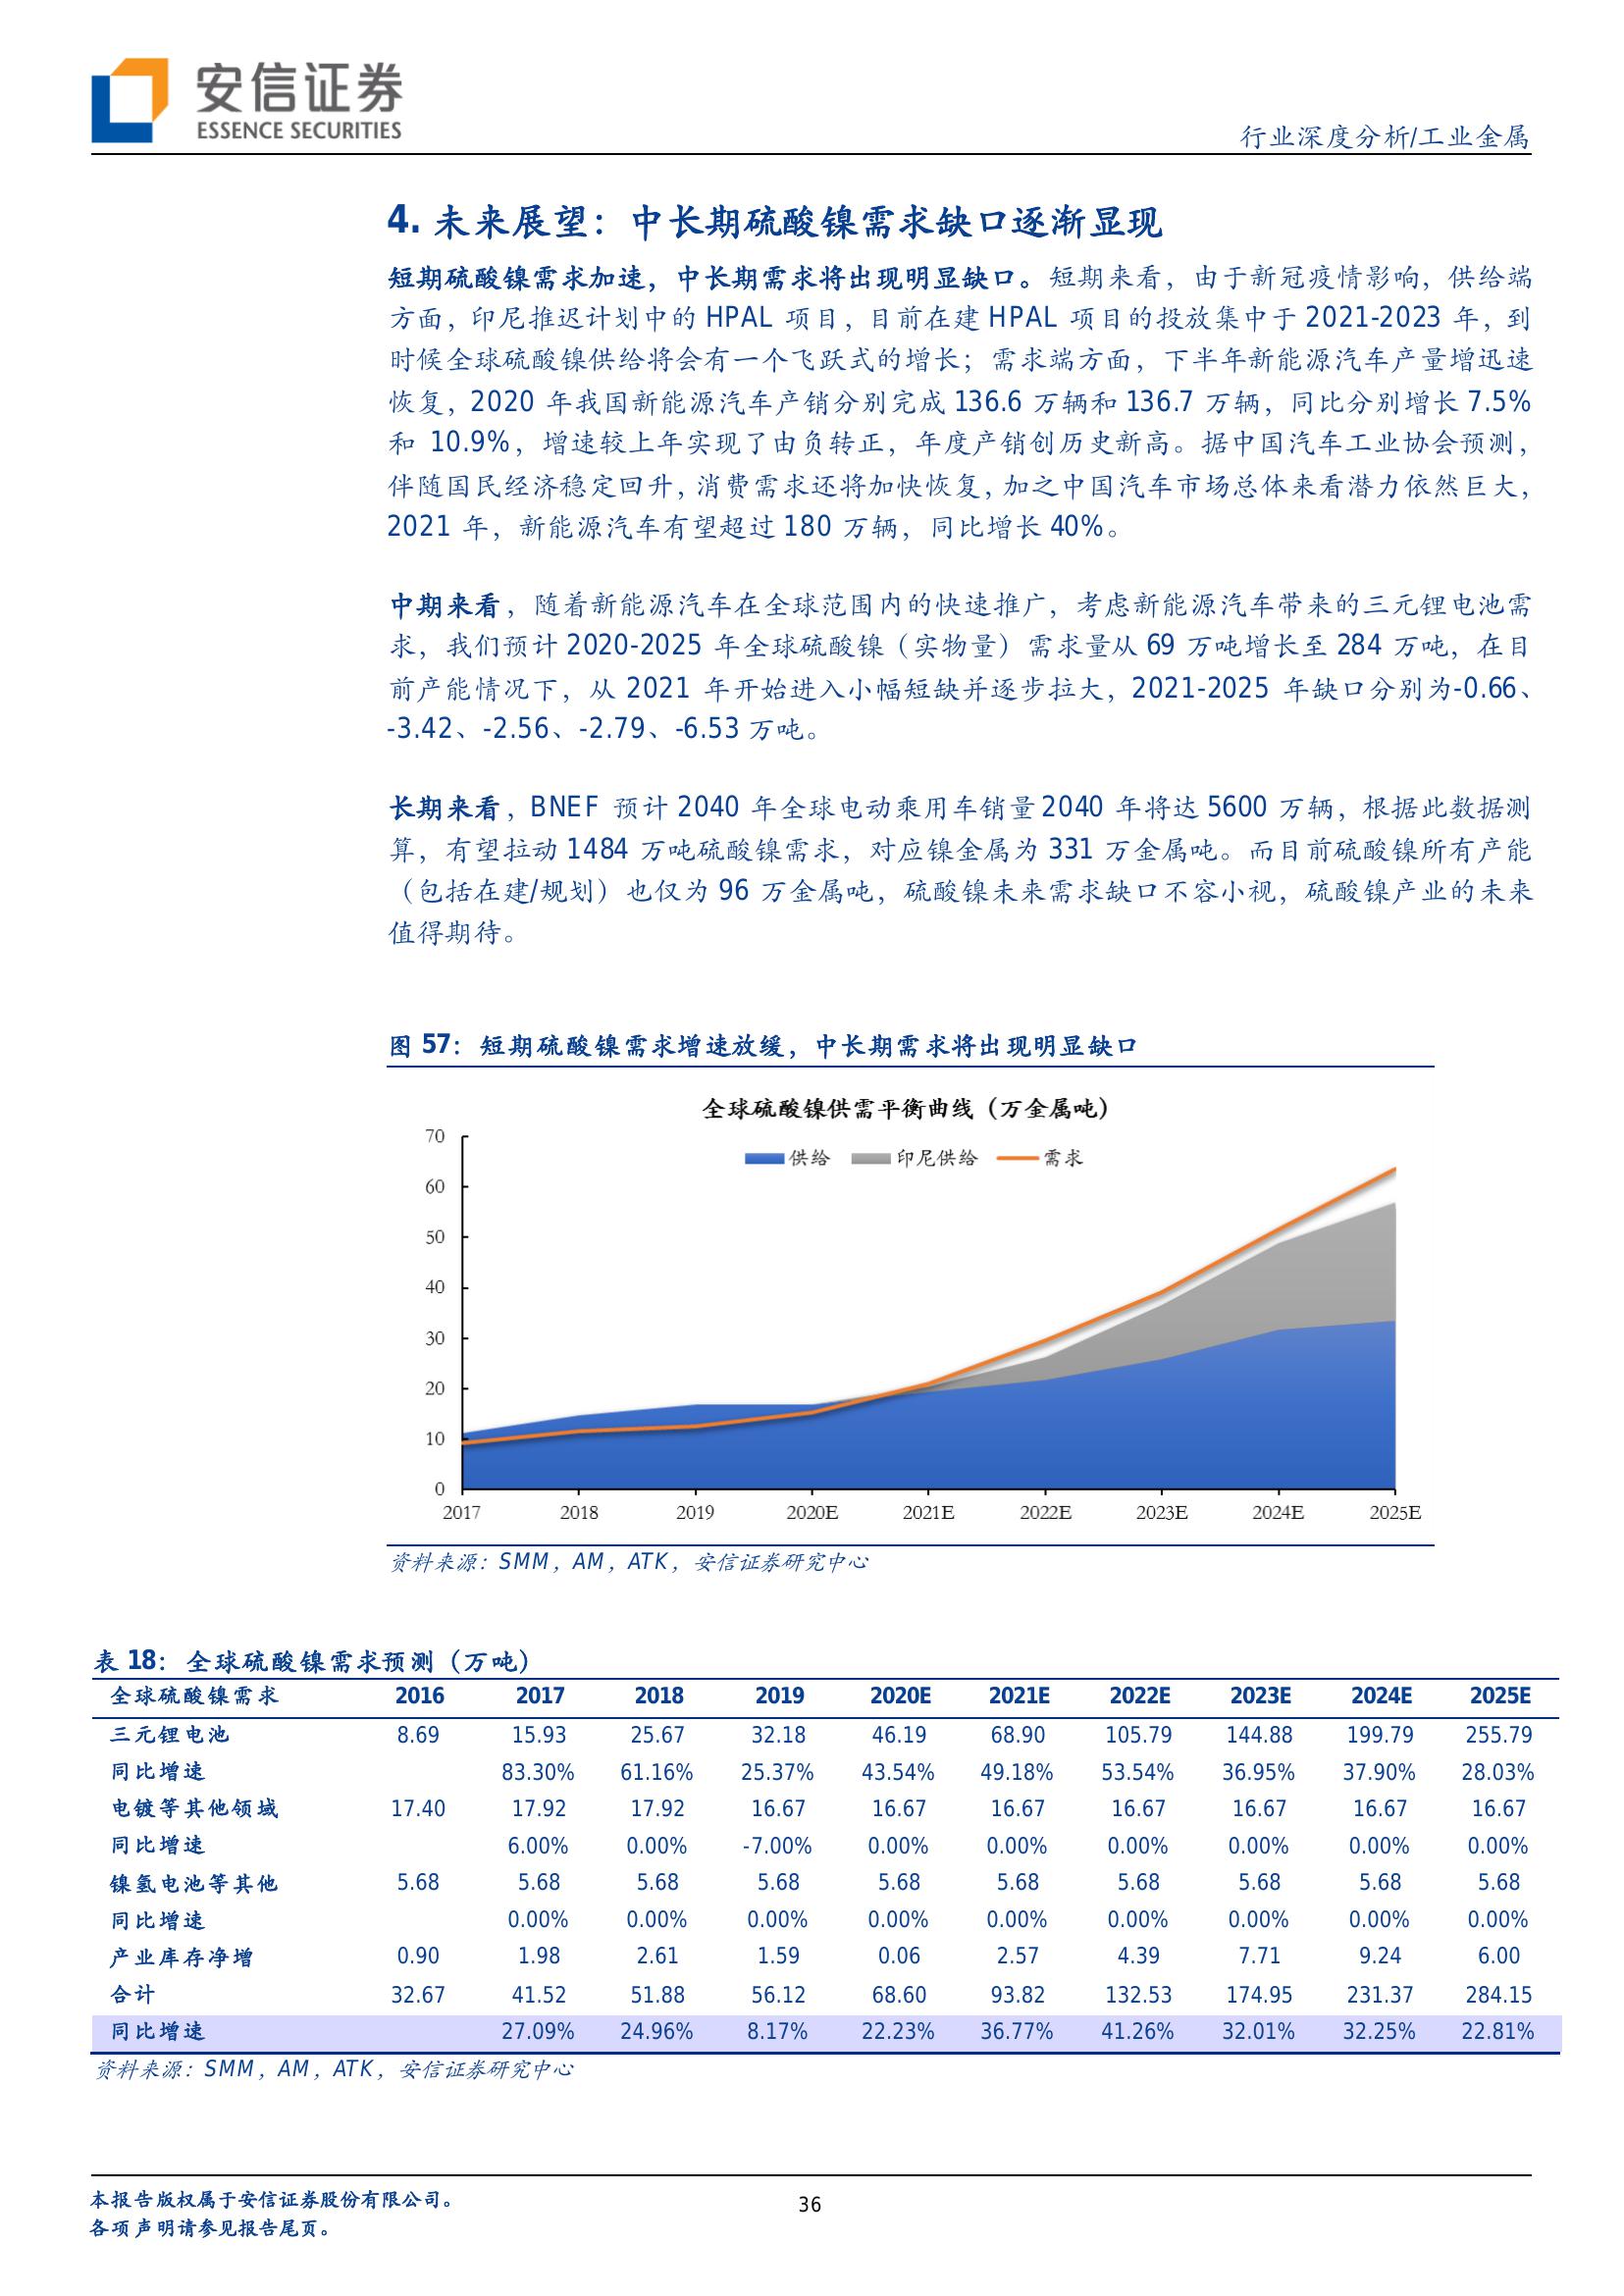 安信证券
ESSENCE SECURITIES
行业深度分析/工业金属
4. 未来展望：中长期硫酸镍需求缺口逐渐显现
短期硫酸镍需求加速，中长期需求将出现明显缺口。短期来看，由于新冠疫情影响，供给端
方面，印尼推迟计划中的 HPAL 项目，目前在建 HPAL 项目的投放集中于 2021-2023 年，到
时候全球硫酸镍供给将会有一个飞跃式的增长；需求端方面，下半年新能源汽车产量增迅速
恢复，2020 年我国新能源汽车产销分别完成 136.6 万辆和 136.7 万辆，同比分别增长 7.5%
和 10.9%，增速较上年实现了由负转正，年度产销创历史新高。据中国汽车工业协会预测，
伴随国民经济稳定回升，消费需求还将加快恢复，加之中国汽车市场总体来看潜力依然巨大，
2021 年，新能源汽车有望超过 180 万辆，同比增长 40%。
中期来看，随着新能源汽车在全球范围内的快速推广，考虑新能源汽车带来的三元锂电池需
求，我们预计 2020-2025 年全球硫酸镍（实物量）需求量从 69 万吨增长至 284 万吨，在目
前产能情况下，从 2021 年开始进入小幅短缺并逐步拉大，2021-2025 年缺口分别为-0.66、
-3.42、-2.56、-2.79、-6.53 万吨。
长期来看，BNEF 预计 2040 年全球电动乘用车销量 2040 年将达 5600 万辆，根据此数据测
算，有望拉动 1484 万吨硫酸镍需求，对应镍金属为 331 万金属吨。而目前硫酸镍所有产能
（包括在建/规划）也仅为 96 万金属吨，硫酸镍未来需求缺口不容小视，硫酸镍产业的未来
值得期待。
图 57：短期硫酸镍需求增速放缓，中长期需求将出现明显缺口
全球硫酸镍供需平衡曲线（万金属吨）
供给 印尼供给 需求
70
60
50
40
30
20
10
0
2017 2018 2019 2020E 2021E 2022E 2023E 2024E 2025E
资料来源：SMM，AM，ATK，安信证券研究中心
表 18：全球硫酸镍需求预测（万吨）
全球硫酸镍需求 2016 2017 2018 2019 2020E 2021E 2022E 2023E 2024E 2025E
三元锂电池 8.69 15.93 25.67 32.18 46.19 68.90 105.79 144.88 199.79 255.79
同比增速 83.30% 61.16% 25.37% 43.54% 49.18% 53.54% 36.95% 37.90% 28.03%
电镀等其他领域 17.40 17.92 17.92 16.67 16.67 16.67 16.67 16.67 16.67 16.67
同比增速 6.00% 0.00% -7.00% 0.00% 0.00% 0.00% 0.00% 0.00% 0.00%
镍氢电池等其他 5.68 5.68 5.68 5.68 5.68 5.68 5.68 5.68 5.68 5.68
同比增速 0.00% 0.00% 0.00% 0.00% 0.00% 0.00% 0.00% 0.00% 0.00%
产业库存净增 0.90 1.98 2.61 1.59 0.06 2.57 4.39 7.71 9.24 6.00
合计 32.67 41.52 51.88 56.12 68.60 93.82 132.53 174.95 231.37 284.15
同比增速 27.09% 24.96% 8.17% 22.23% 36.77% 41.26% 32.01% 32.25% 22.81%
资料来源：SMM，AM，ATK，安信证券研究中心
本报告版权属于安信证券股份有限公司。
各项声明请参见报告尾页。
36